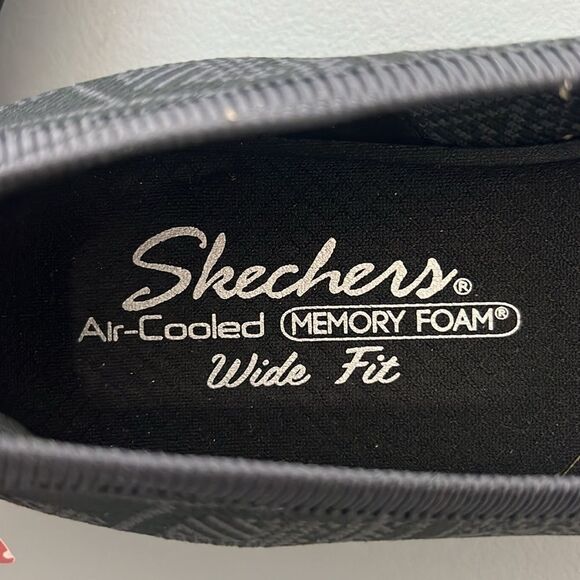 Skechers®
Air-Cooled MEMORY FOAM®
Wide Fit